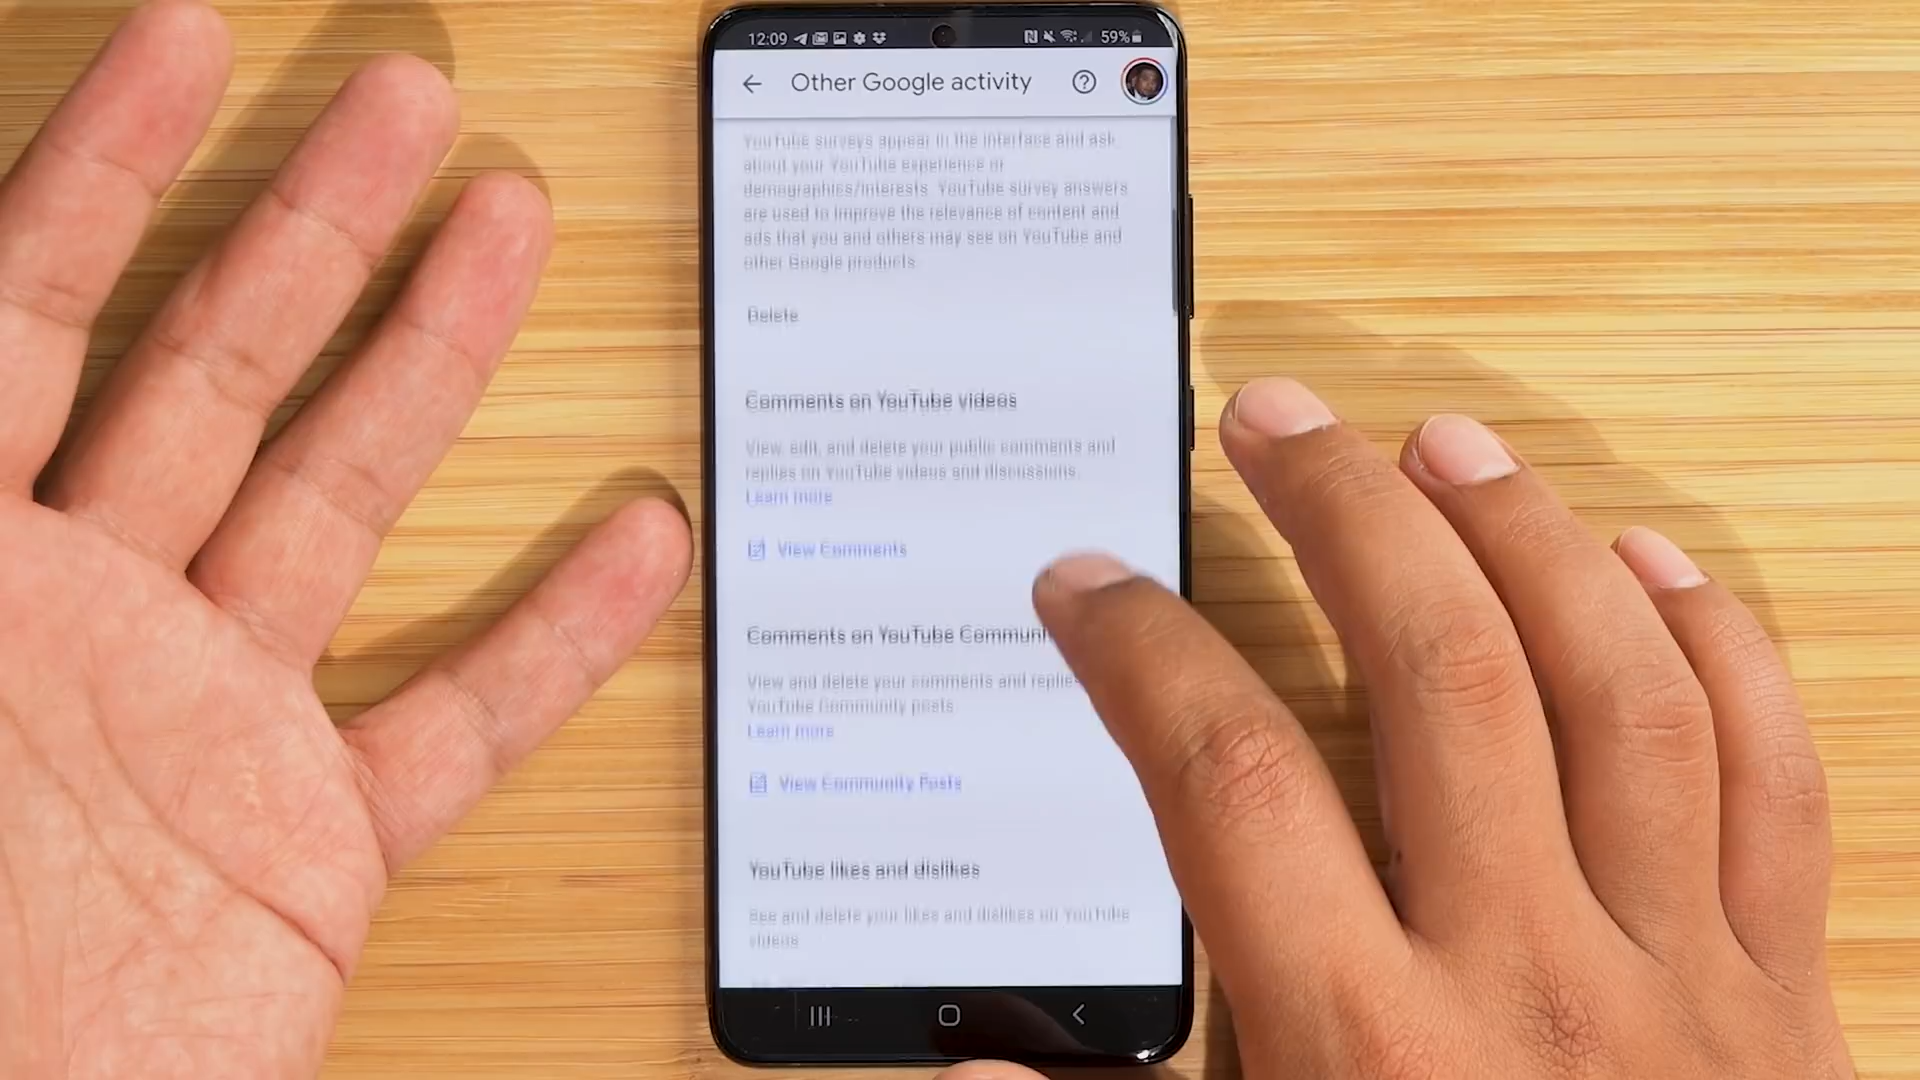 12:09
59%
Other Google activity
YouTube surveys appear in the interface and ask
about your YouTube experience or
demographics/interests. YouTube survey answers
are used to improve the relevance of content and
ads that you and others may see on YouTube and
other Google products.
Delete
Comments on YouTube videos
View, edit, and delete your public comments and
replies on YouTube videos and discussions.
Learn more
View Comments
Comments on YouTube Communi
View and delete your comments and replies
YouTube Community posts
Learn more
View Community Posts
YouTube likes and dislikes
See and delete your likes and dislikes on YouTube
videos